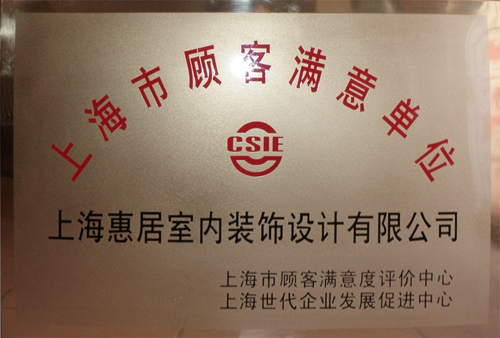 上海市顾客满意单位
CSIE
上海惠居室内装饰设计有限公司
上海市顾客满意度评价中心
上海世代企业发展促进中心